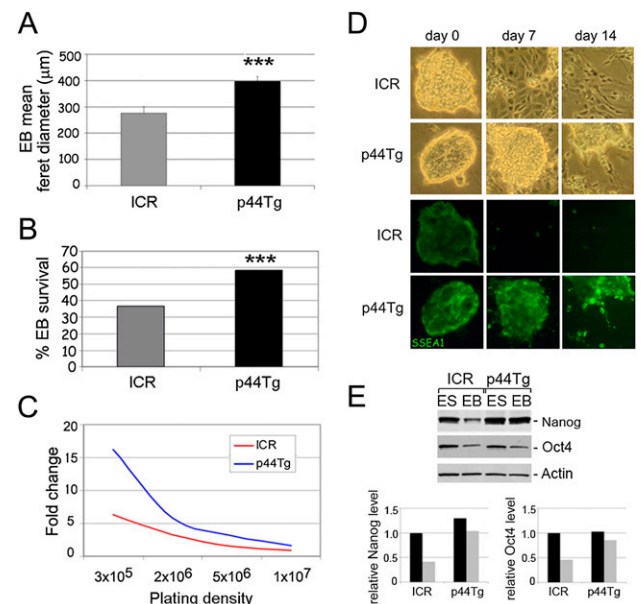 A
EB mean
feret diameter (µm)
500
400
300
200
100
0
***
ICR
p44Tg
B
% EB survival
70
60
50
40
30
20
10
0
***
ICR
p44Tg
C
Fold change
20
15
10
5
0
ICR
p44Tg
3x10⁵
2x10⁶
5x10⁶
1x10⁷
Plating density
D
day 0
day 7
day 14
ICR
p44Tg
ICR
p44Tg
SSEA1
E
ICR p44Tg
ES EB ES EB
- Nanog
- Oct4
- Actin
relative Nanog level
1.5
1.0
0.5
0
ICR
p44Tg
relative Oct4 level
1.5
1.0
0.5
0
ICR
p44Tg